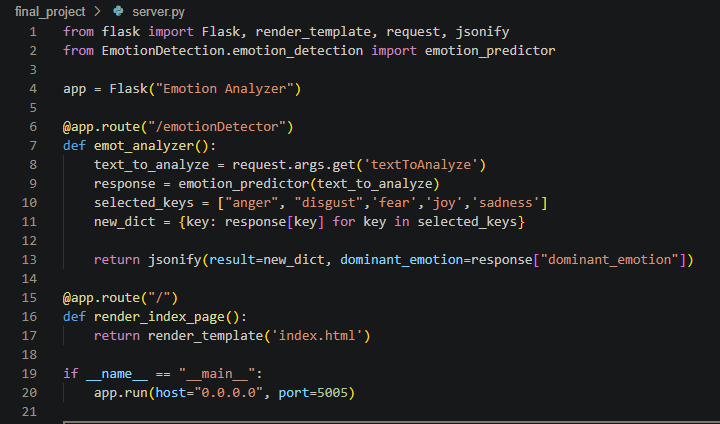 final_project > server.py
1 from flask import Flask, render_template, request, jsonify
2 from EmotionDetection.emotion_detection import emotion_predictor
3
4 app = Flask("Emotion Analyzer")
5
6 @app.route("/emotionDetector")
7 def emot_analyzer():
8     text_to_analyze = request.args.get('textToAnalyze')
9     response = emotion_predictor(text_to_analyze)
10     selected_keys = ["anger", "disgust",'fear','joy','sadness']
11     new_dict = {key: response[key] for key in selected_keys}
12
13     return jsonify(result=new_dict, dominant_emotion=response["dominant_emotion"])
14
15 @app.route("/")
16 def render_index_page():
17     return render_template('index.html')
18
19 if __name__ == "__main__":
20     app.run(host="0.0.0.0", port=5005)
21